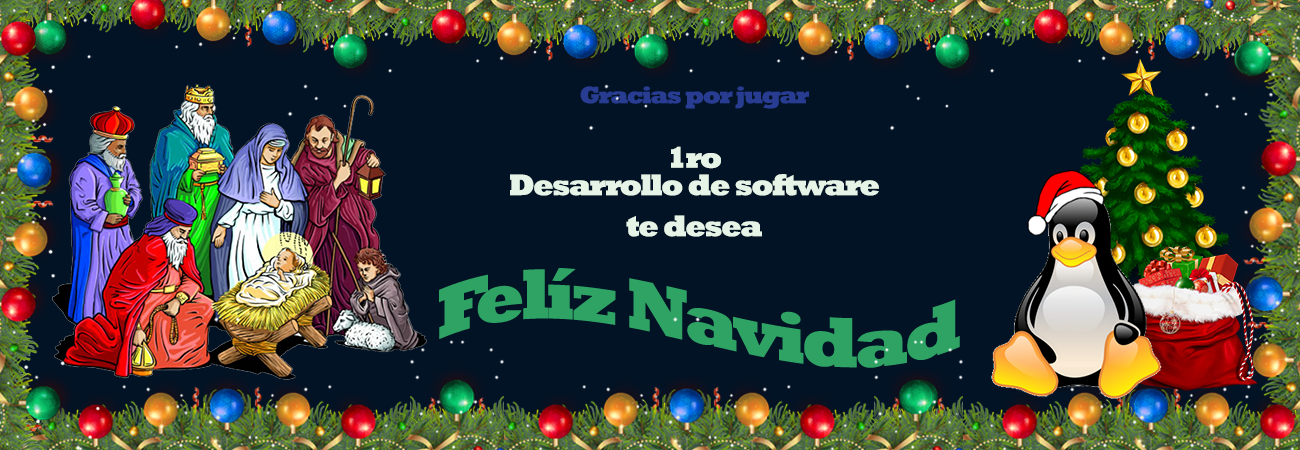 Gracias por jugar
1ro
Desarrollo de software
te desea
Felíz Navidad